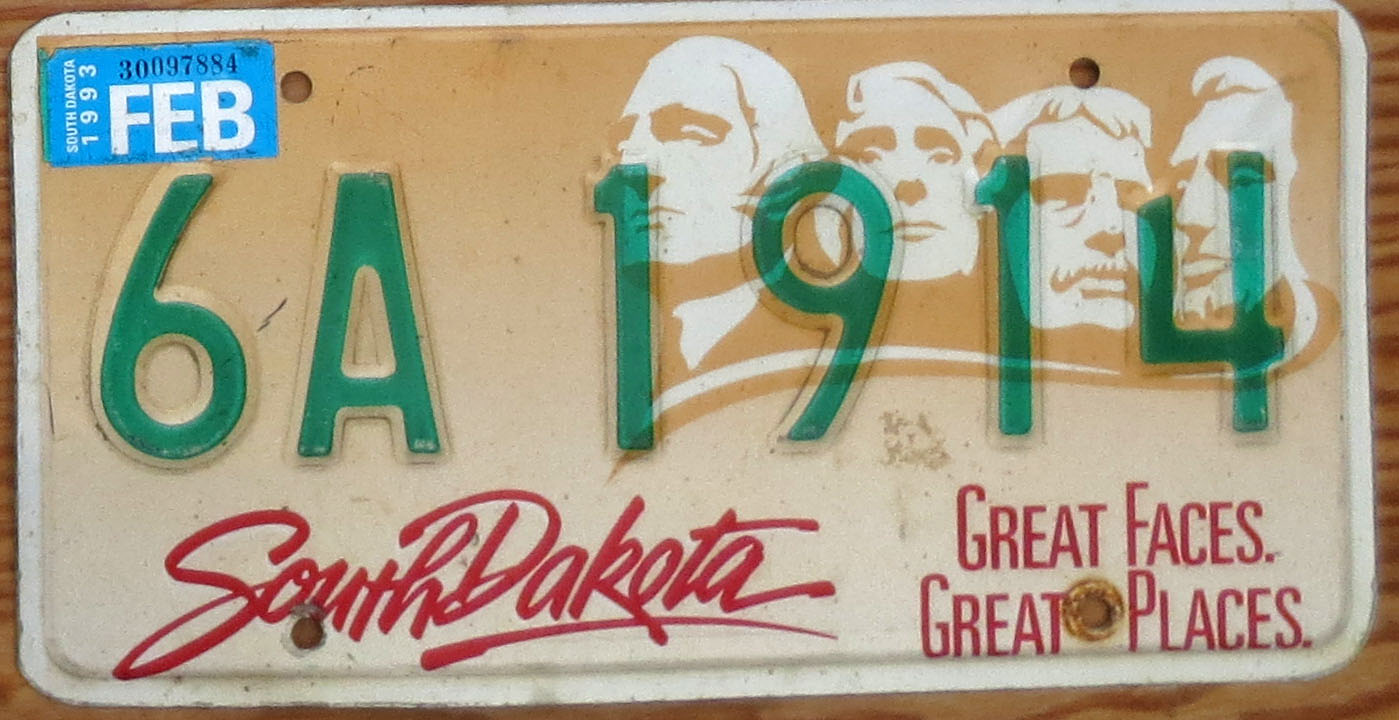 SOUTH DAKOTA
1993
30097884
FEB
6A 1914
South Dakota
GREAT FACES.
GREAT PLACES.